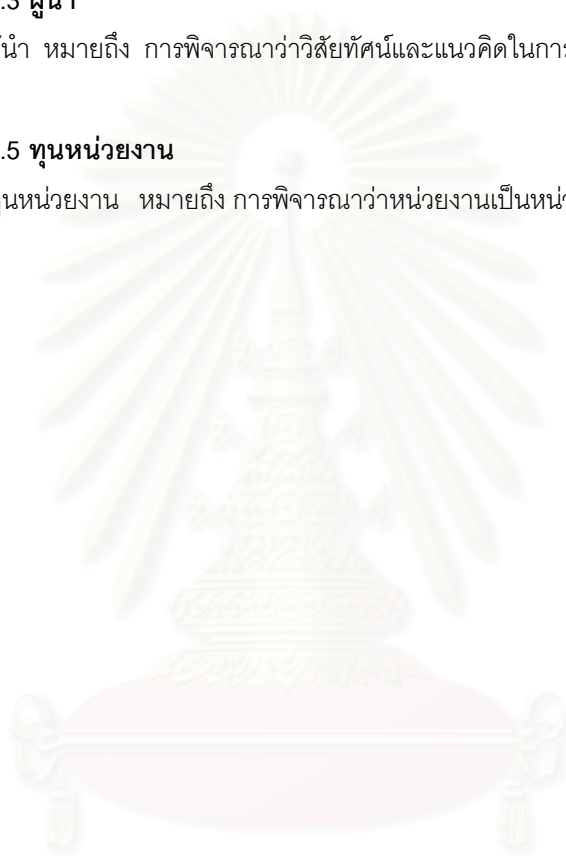 .3 ผู้นำ
นำ หมายถึง การพิจารณาว่าวิสัยทัศน์และแนวคิดในการ
.5 ทุนหน่วยงาน
ทุนหน่วยงาน หมายถึง การพิจารณาว่าหน่วยงานเป็นหน่